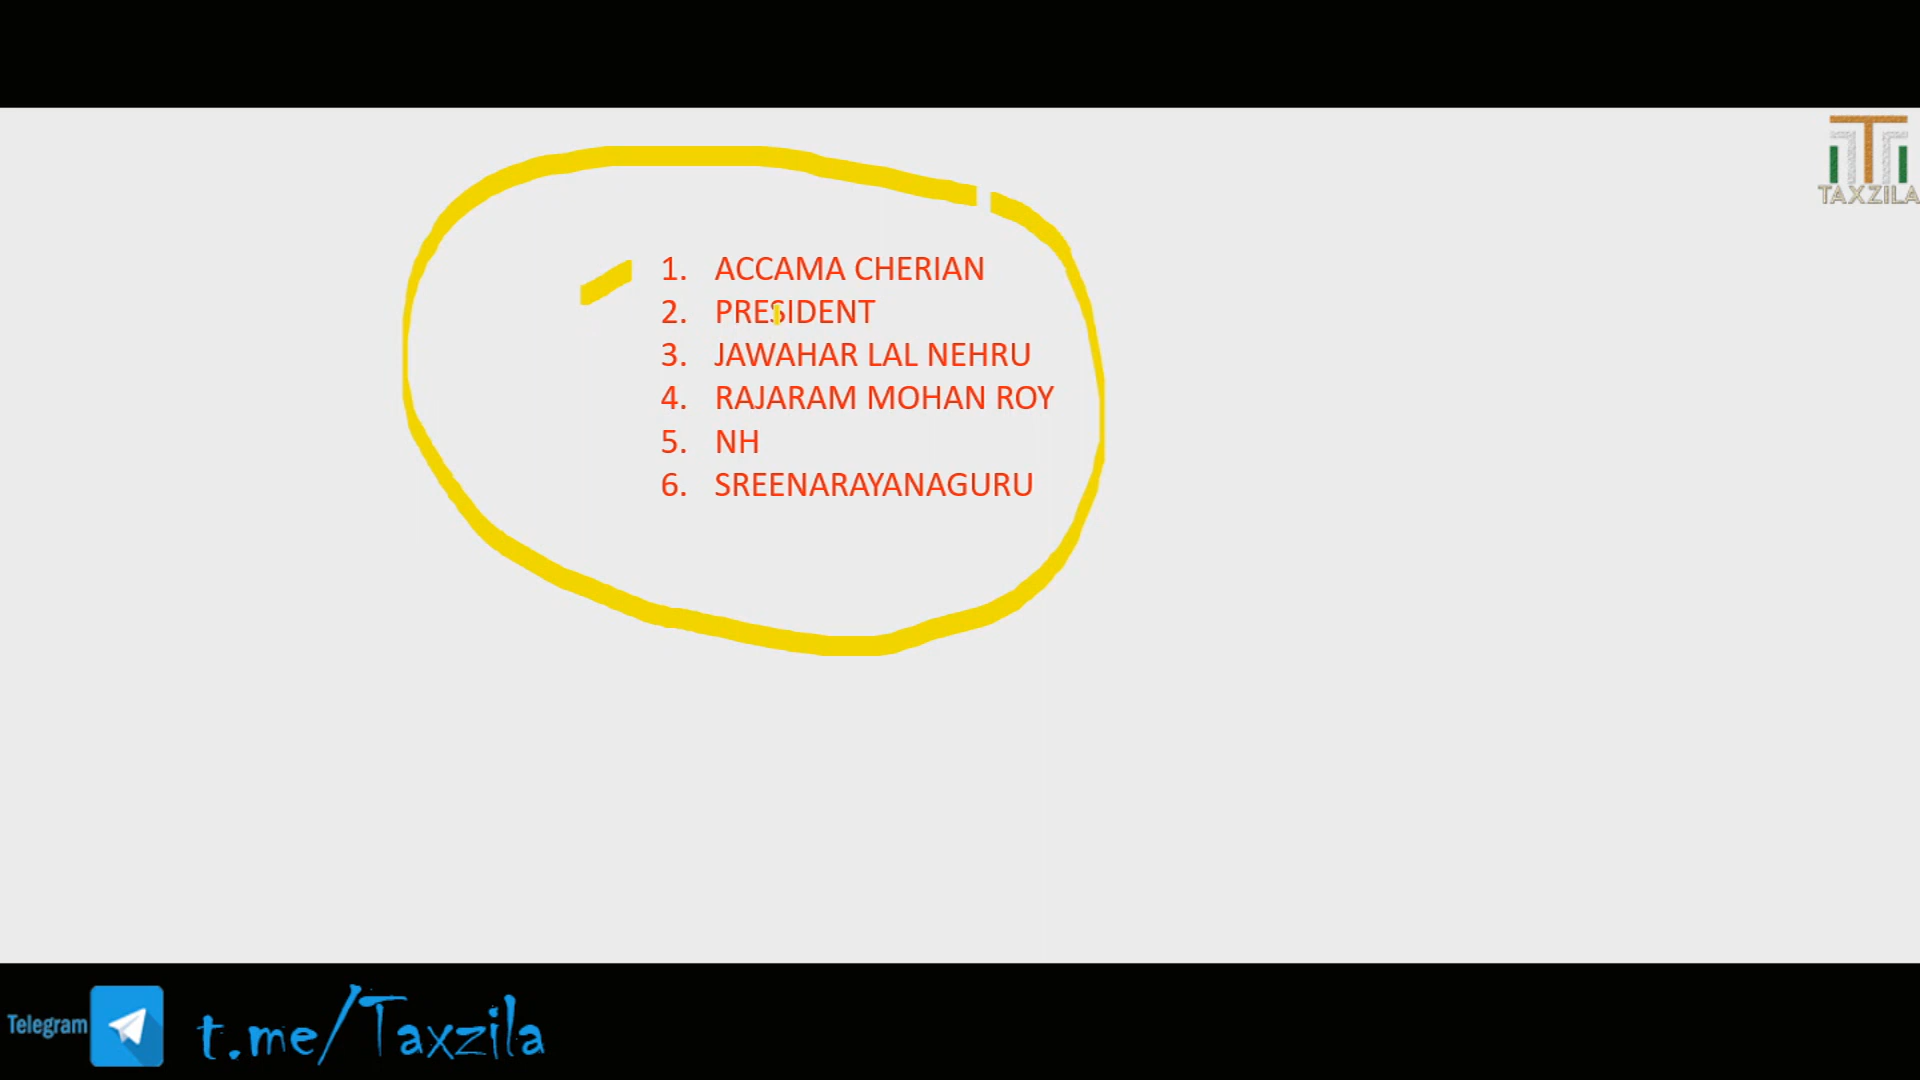 TAXZILA
1. ACCAMA CHERIAN
2. PRESIDENT
3. JAWAHAR LAL NEHRU
4. RAJARAM MOHAN ROY
5. NH
6. SREENARAYANAGURU
Telegram t.me/Taxzila